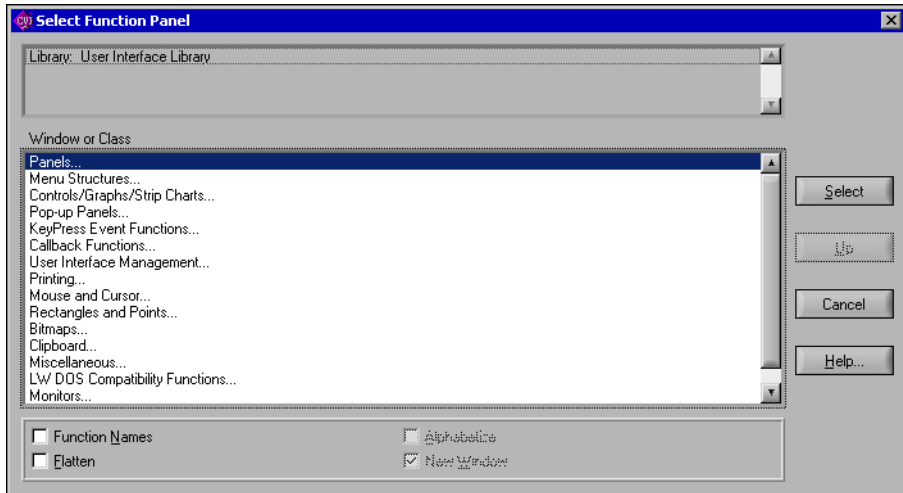 CVI Select Function Panel
Library: User Interface Library
Window or Class
Panels...
Menu Structures...
Controls/Graphs/Strip Charts...
Pop-up Panels...
KeyPress Event Functions...
Callback Functions...
User Interface Management...
Printing...
Mouse and Cursor...
Rectangles and Points...
Bitmaps...
Clipboard...
Miscellaneous...
LW DOS Compatibility Functions...
Monitors...
Select
Up
Cancel
Help...
Function Names
Alphabetize
Flatten
New Window